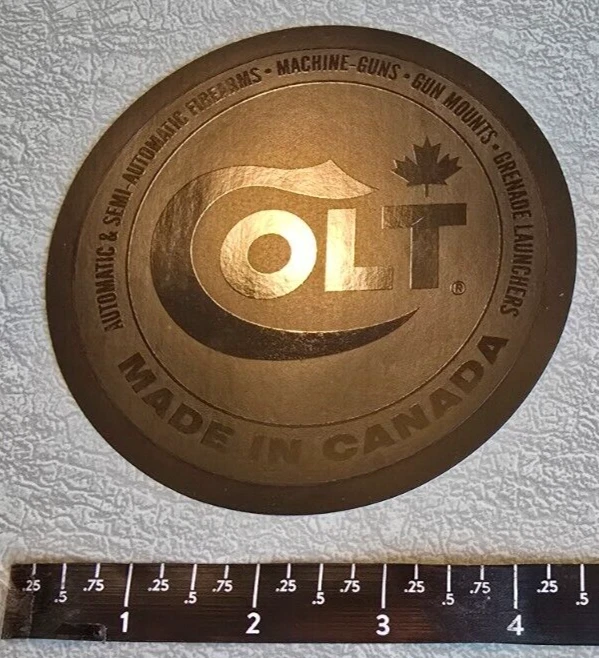 AUTOMATIC & SEMI-AUTOMATIC FIREARMS • MACHINE-GUNS • GUN MOUNTS • GRENADE LAUNCHERS
COLT ®
MADE IN CANADA
.25 .5 .75 1 .25 .5 .75 2 .25 .5 .75 3 .25 .5 .75 4 .25 .5